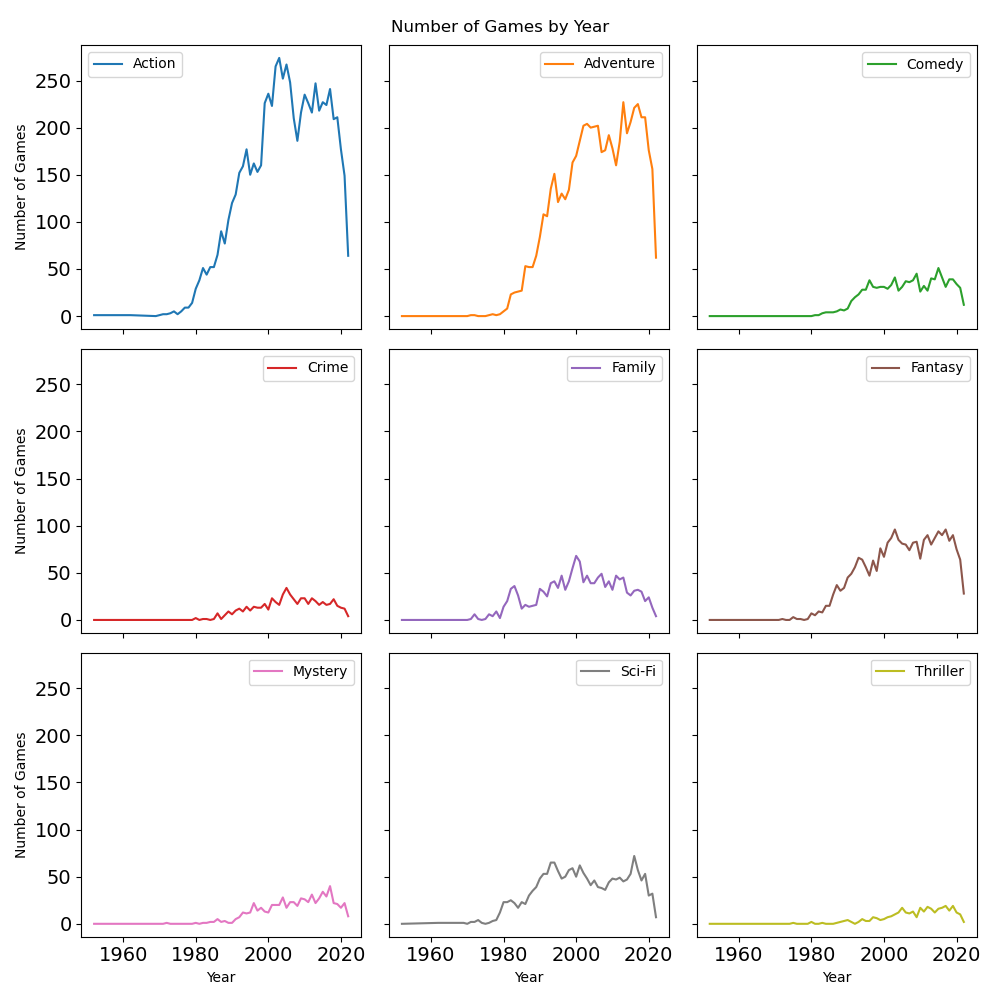 Number of Games by Year
Action
Adventure
Comedy
250
200
150
100
50
0
Number of Games
Crime
Family
Fantasy
250
200
150
100
50
0
Number of Games
Mystery
Sci-Fi
Thriller
250
200
150
100
50
0
Number of Games
1960 1980 2000 2020
1960 1980 2000 2020
1960 1980 2000 2020
Year
Year
Year